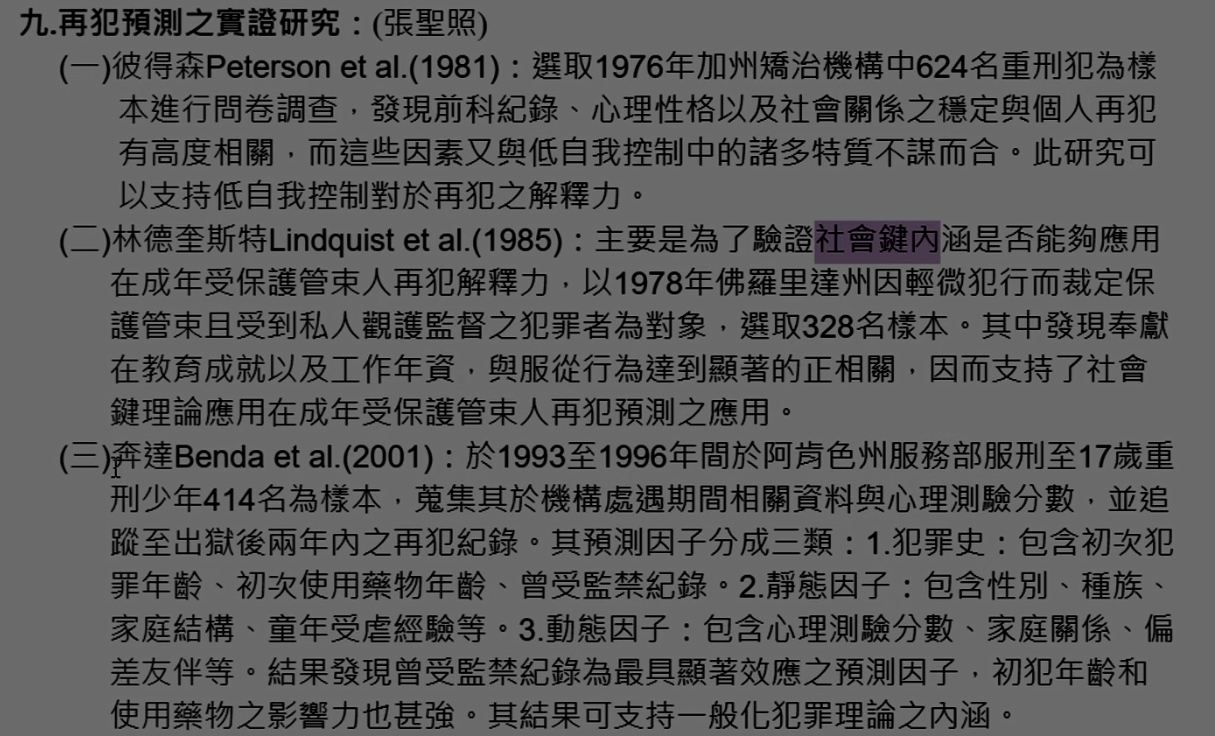 九.再犯預測之實證研究：(張聖照)
(一)彼得森Peterson et al.(1981)：選取1976年加州矯治機構中624名重刑犯為樣
本進行問卷調查，發現前科紀錄、心理性格以及社會關係之穩定與個人再犯
有高度相關，而這些因素又與低自我控制中的諸多特質不謀而合。此研究可
以支持低自我控制對於再犯之解釋力。
(二)林德奎斯特Lindquist et al.(1985)：主要是為了驗證社會鍵內涵是否能夠應用
在成年受保護管束人再犯解釋力，以1978年佛羅里達州因輕微犯行而裁定保
護管束且受到私人觀護監督之犯罪者為對象，選取328名樣本。其中發現奉獻
在教育成就以及工作年資，與服從行為達到顯著的正相關，因而支持了社會
鍵理論應用在成年受保護管束人再犯預測之應用。
(三)奔達Benda et al.(2001)：於1993至1996年間於阿肯色州服務部服刑至17歲重
刑少年414名為樣本，蒐集其於機構處遇期間相關資料與心理測驗分數，並追
蹤至出獄後兩年內之再犯紀錄。其預測因子分成三類：1.犯罪史：包含初次犯
罪年齡、初次使用藥物年齡、曾受監禁紀錄。2.靜態因子：包含性別、種族、
家庭結構、童年受虐經驗等。3.動態因子：包含心理測驗分數、家庭關係、偏
差友伴等。結果發現曾受監禁紀錄為最具顯著效應之預測因子，初犯年齡和
使用藥物之影響力也甚強。其結果可支持一般化犯罪理論之內涵。